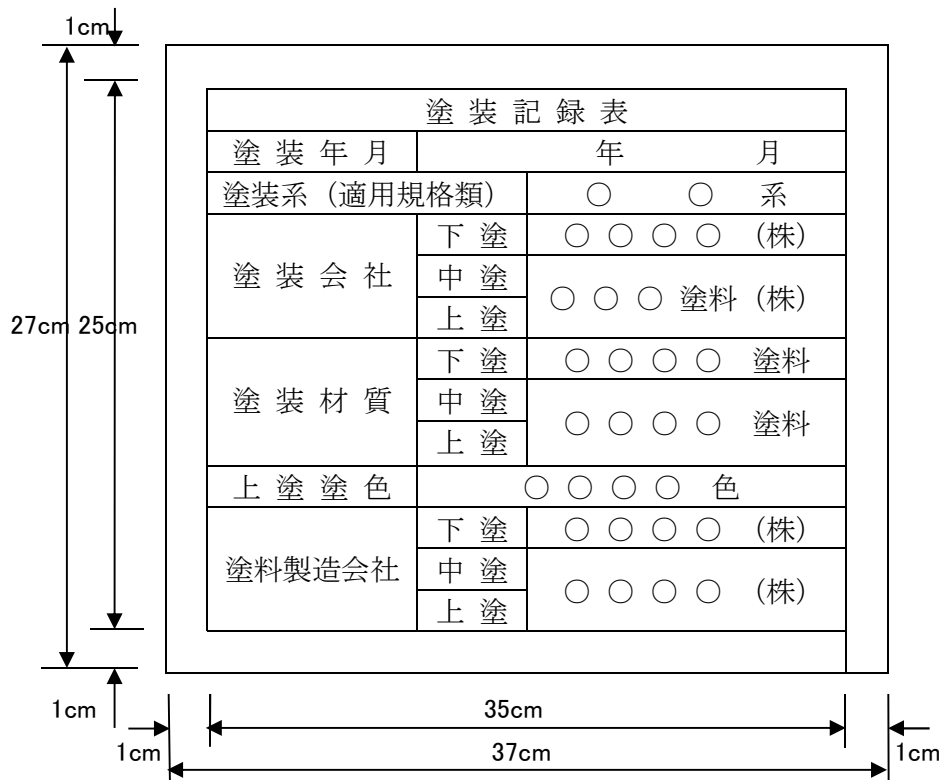 1cm
塗 装 記 録 表
塗 装 年 月 年 月
塗装系（適用規格類） ○ ○ 系
塗 装 会 社 下 塗 ○ ○ ○ ○ （株）
中 塗 ○ ○ ○ 塗料（株）
上 塗
27cm 25cm
塗 装 材 質 下 塗 ○ ○ ○ ○ 塗料
中 塗 ○ ○ ○ ○ 塗料
上 塗
上 塗 塗 色 ○ ○ ○ ○ 色
塗料製造会社 下 塗 ○ ○ ○ ○ （株）
中 塗 ○ ○ ○ ○ （株）
上 塗
1cm 35cm
1cm 37cm 1cm